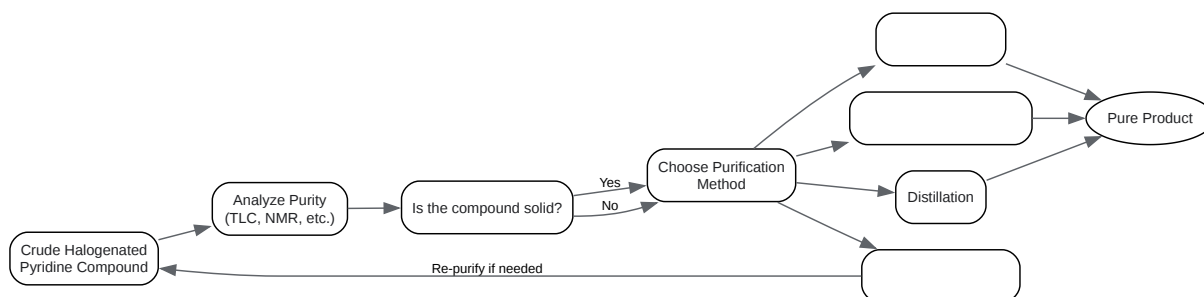 Crude Halogenated
Pyridine Compound
Analyze Purity
(TLC, NMR, etc.)
Is the compound solid?
Yes
No
Choose Purification
Method
Distillation
Pure Product
Re-purify if needed